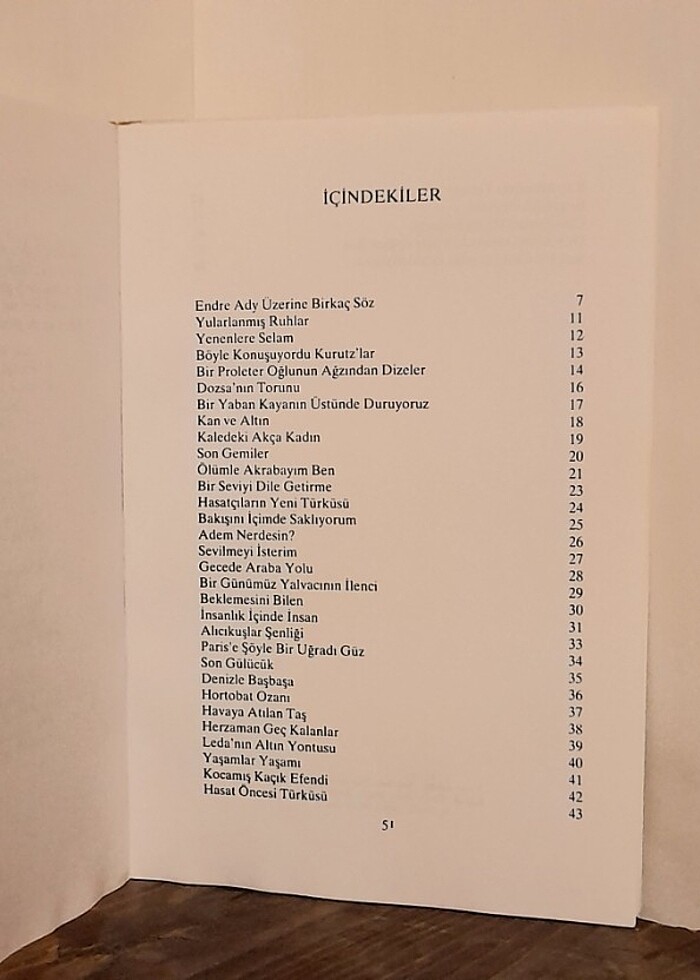 İÇİNDEKİLER
Endre Ady Üzerine Birkaç Söz 7
Yularlanmış Ruhlar 11
Yenenlere Selam 12
Böyle Konuşuyordu Kurutz'lar 13
Bir Proleter Oğlunun Ağzından Dizeler 14
Dozsa'nın Torunu 16
Bir Yaban Kayanın Üstünde Duruyoruz 17
Kan ve Altın 18
Kaledeki Akça Kadın 19
Son Gemiler 20
Ölümle Akrabayım Ben 21
Bir Seviyi Dile Getirme 23
Hasatçıların Yeni Türküsü 24
Bakışını İçimde Saklıyorum 25
Adem Nerdesin? 26
Sevilmeyi İsterim 27
Gecede Araba Yolu 28
Bir Günümüz Yalvacının İlenci 29
Beklemesini Bilen 30
İnsanlık İçinde İnsan 31
Alıcıkuşlar Şenliği 33
Paris'e Şöyle Bir Uğradı Güz 34
Son Gülücük 35
Denizle Başbaşa 36
Hortobat Ozanı 37
Havaya Atılan Taş 38
Herzaman Geç Kalanlar 39
Leda'nın Altın Yontusu 40
Yaşamlar Yaşamı 41
Kocamış Kaçık Efendi 42
Hasat Öncesi Türküsü 43
51